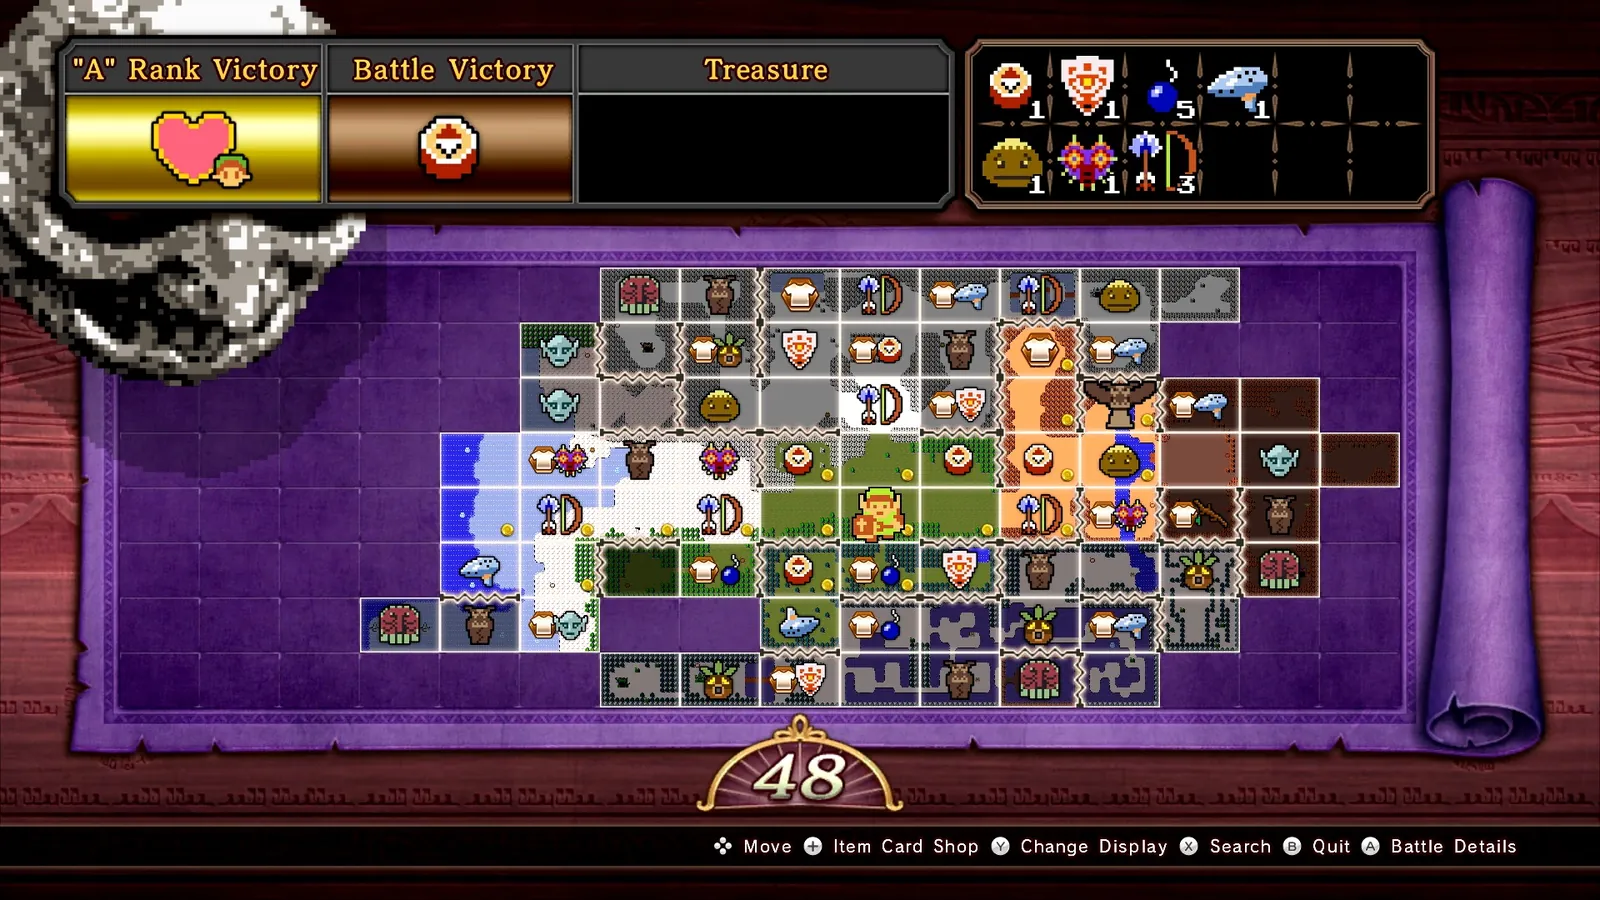 "A" Rank Victory
Battle Victory
Treasure
1 1 5 1
1 1 3
48
Move + Item Card Shop Y Change Display X Search B Quit A Battle Details